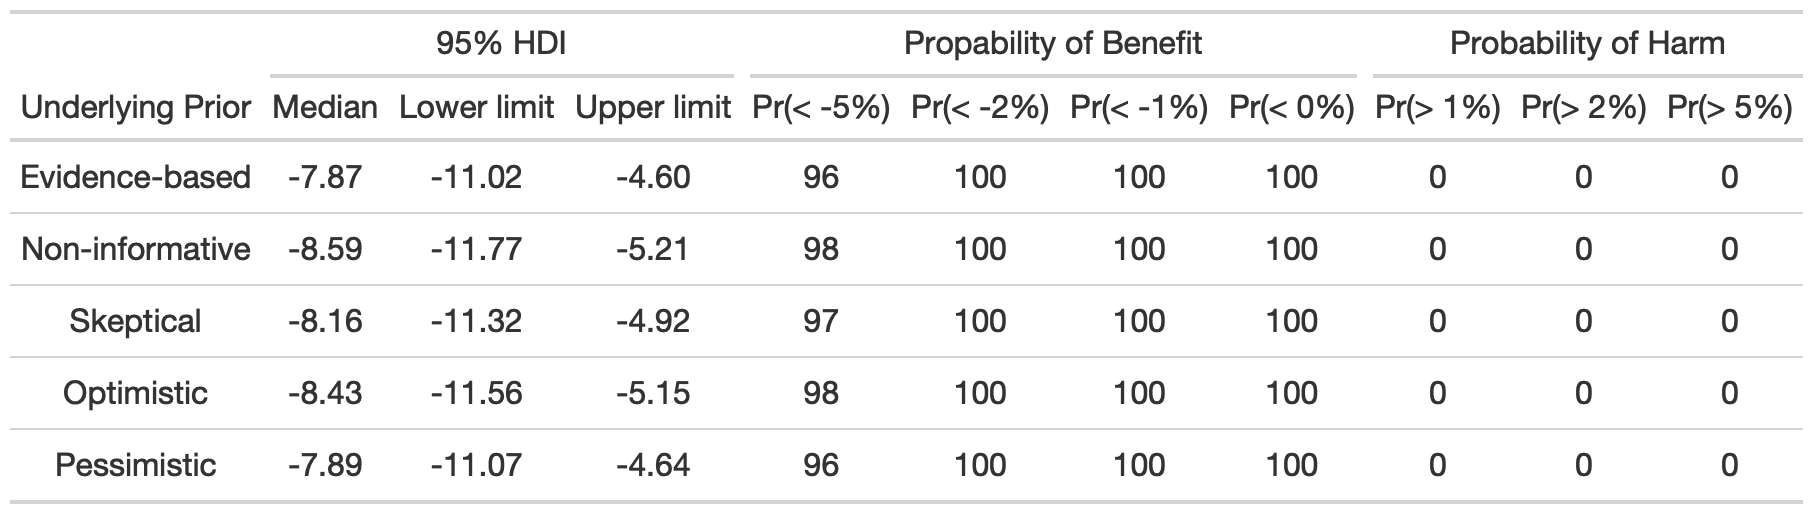 95% HDI Propability of Benefit Probability of Harm
Underlying Prior Median Lower limit Upper limit Pr(< -5%) Pr(< -2%) Pr(< -1%) Pr(< 0%) Pr(> 1%) Pr(> 2%) Pr(> 5%)
Evidence-based -7.87 -11.02 -4.60 96 100 100 100 0 0 0
Non-informative -8.59 -11.77 -5.21 98 100 100 100 0 0 0
Skeptical -8.16 -11.32 -4.92 97 100 100 100 0 0 0
Optimistic -8.43 -11.56 -5.15 98 100 100 100 0 0 0
Pessimistic -7.89 -11.07 -4.64 96 100 100 100 0 0 0